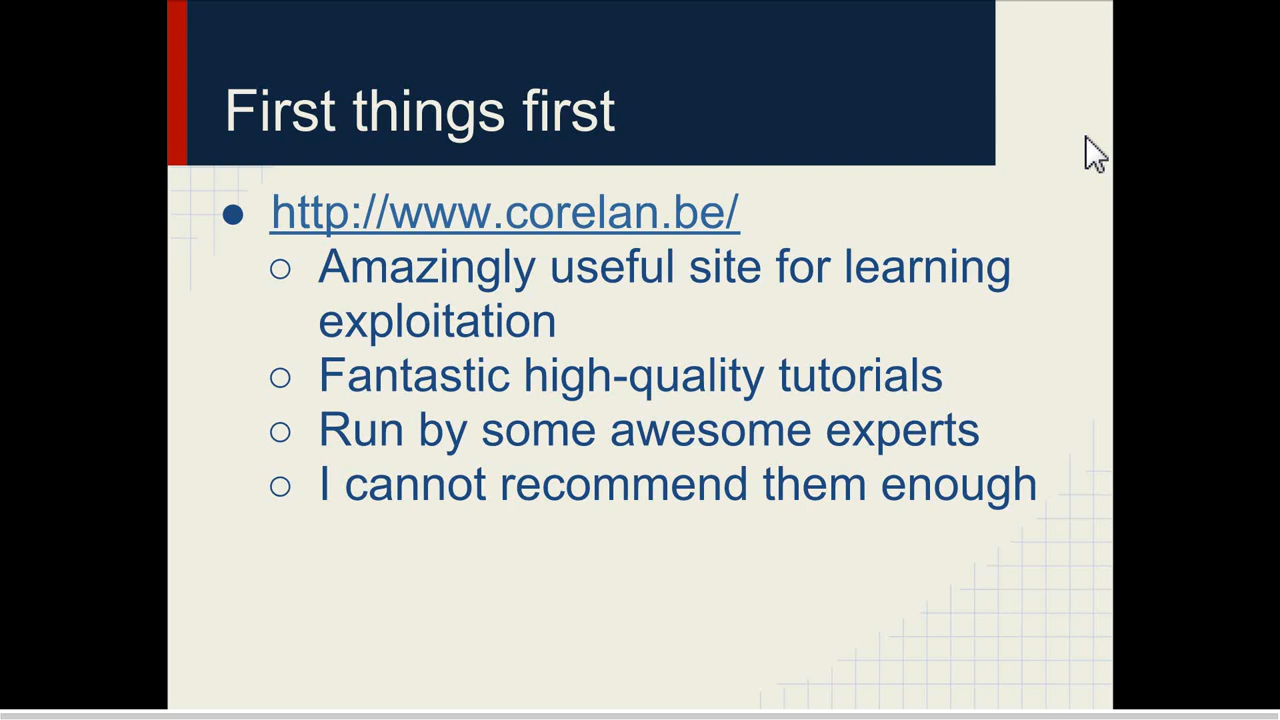 First things first
● http://www.corelan.be/
○ Amazingly useful site for learning
exploitation
○ Fantastic high-quality tutorials
○ Run by some awesome experts
○ I cannot recommend them enough